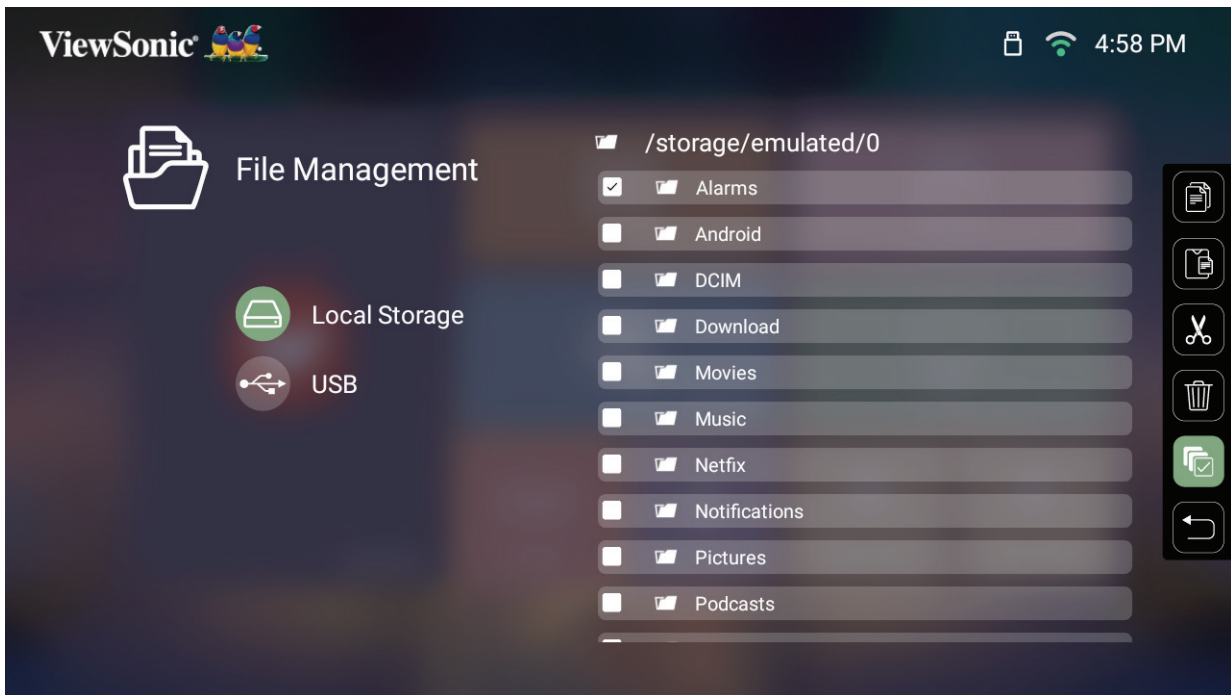 ViewSonic®
4:58 PM
File Management
Local Storage
USB
/storage/emulated/0
Alarms
Android
DCIM
Download
Movies
Music
Netfix
Notifications
Pictures
Podcasts